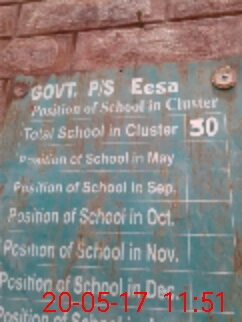 GOVT. P/S Eesa
Position of School in Cluster
Total School in Cluster 30
Position of School in May
Position of School in Sep.
Position of School in Oct.
Position of School in Nov.
Position of School in Dec
20-05-17 11:51